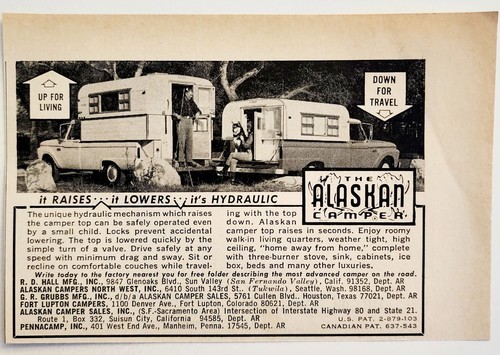 UP FOR
LIVING
DOWN
FOR
TRAVEL
it RAISES... it LOWERS... it's HYDRAULIC
THE
ALASKAN
CAMPER
The unique hydraulic mechanism which raises
the camper top can be safely operated even
by a small child. Locks prevent accidental
lowering. The top is lowered quickly by the
simple turn of a valve. Drive safely at any
speed with minimum drag and sway. Sit or
recline on comfortable couches while travel-
ing with the top down. Alaskan
camper top raises in seconds. Enjoy roomy
walk-in living quarters, weather tight, high
ceiling, "home away from home," complete
with three-burner stove, sink, cabinets, ice
box, beds and many other luxuries.
Write today to the factory nearest you for free folder describing the most advanced camper on the road.
R. D. HALL MFG., INC., 9847 Glenoaks Blvd., Sun Valley (San Fernando Valley), Calif. 91352, Dept. AR
ALASKAN CAMPERS NORTH WEST, INC., 6410 South 143rd St., (Tukwila), Seattle, Wash. 98168, Dept. AR
G. R. GRUBBS MFG., INC., d/b/a ALASKAN CAMPER SALES, 5761 Cullen Blvd., Houston, Texas 77021, Dept. AR
FORT LUPTON CAMPERS, 1100 Denver Ave., Fort Lupton, Colorado 80621, Dept. AR
ALASKAN CAMPER SALES, INC., (S.F.-Sacramento Area) Intersection of Interstate Highway 80 and State 21.
Route 1, Box 332, Suisun City, California 94585, Dept. AR
PENNACAMP, INC., 401 West End Ave., Manheim, Penna. 17545, Dept. AR
U.S. PAT. 2-879-103
CANADIAN PAT. 637-543